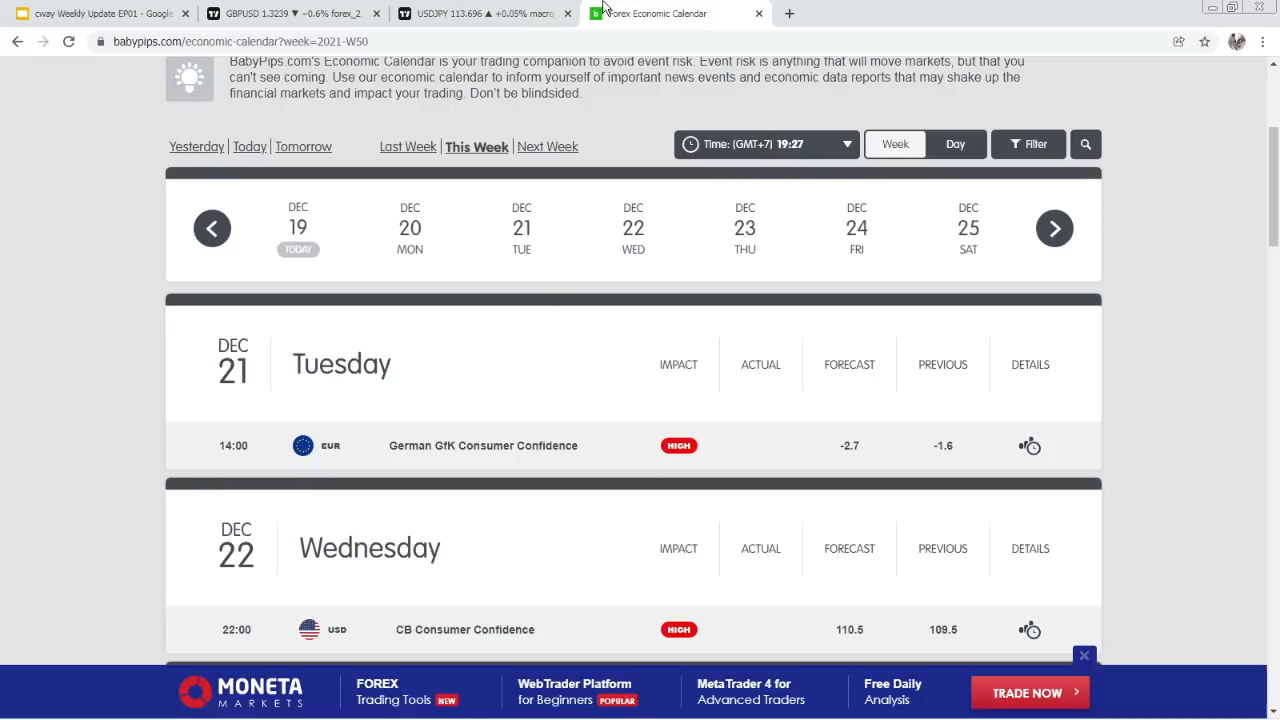 cway Weekly Update EP01 - Google
GBPUSD 1.3239 ▼ −0.6% forex_2
USDJPY 113.696 ▲ +0.05% macro_
Forex Economic Calendar
babypips.com/economic-calendar?week=2021-W50
BabyPips.com's Economic Calendar is your trading companion to avoid event risk. Event risk is anything that will move markets, but that you
can't see coming. Use our economic calendar to inform yourself of important news events and economic data reports that may shake up the
financial markets and impact your trading. Don't be blindsided.
Yesterday | Today | Tomorrow
Last Week | This Week | Next Week
Time: (GMT+7) 19:27
Week
Day
Filter
DEC DEC DEC DEC DEC DEC DEC
19 20 21 22 23 24 25
TODAY MON TUE WED THU FRI SAT
DEC
21
Tuesday
IMPACT ACTUAL FORECAST PREVIOUS DETAILS
14:00 EUR German GfK Consumer Confidence HIGH -2.7 -1.6
DEC
22
Wednesday
IMPACT ACTUAL FORECAST PREVIOUS DETAILS
22:00 USD CB Consumer Confidence HIGH 110.5 109.5
MONETA
MARKETS
FOREX
Trading Tools NEW
WebTrader Platform
for Beginners POPULAR
MetaTrader 4 for
Advanced Traders
Free Daily
Analysis
TRADE NOW